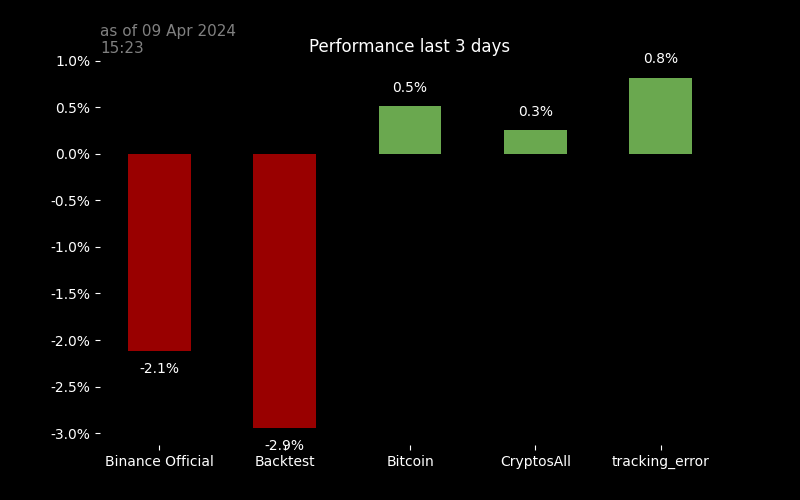 as of 09 Apr 2024
15:23
Performance last 3 days
1.0%
0.5%
0.0%
-0.5%
-1.0%
-1.5%
-2.0%
-2.5%
-3.0%
-2.1%
-2.9%
0.5%
0.3%
0.8%
Binance Official
Backtest
Bitcoin
CryptosAll
tracking_error